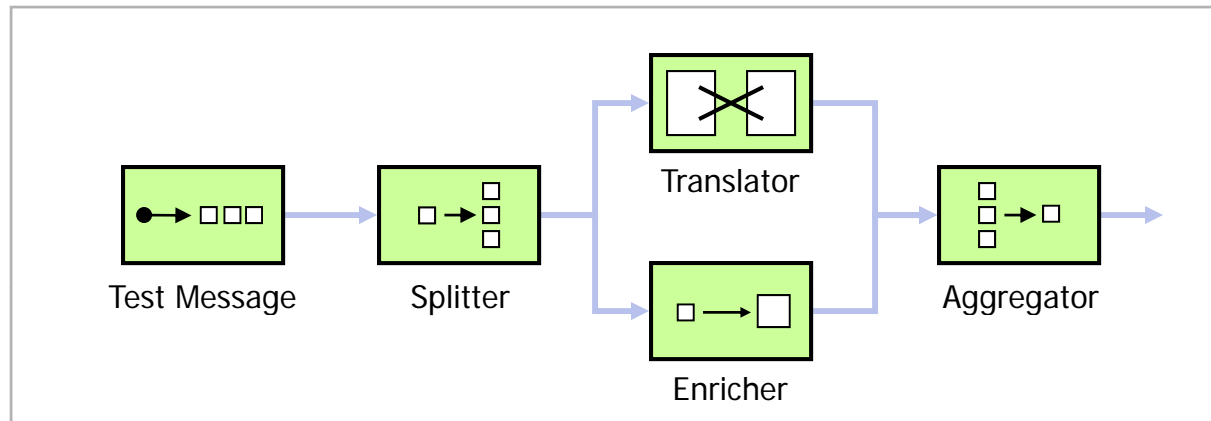 Translator
Test Message
Splitter
Aggregator
Enricher